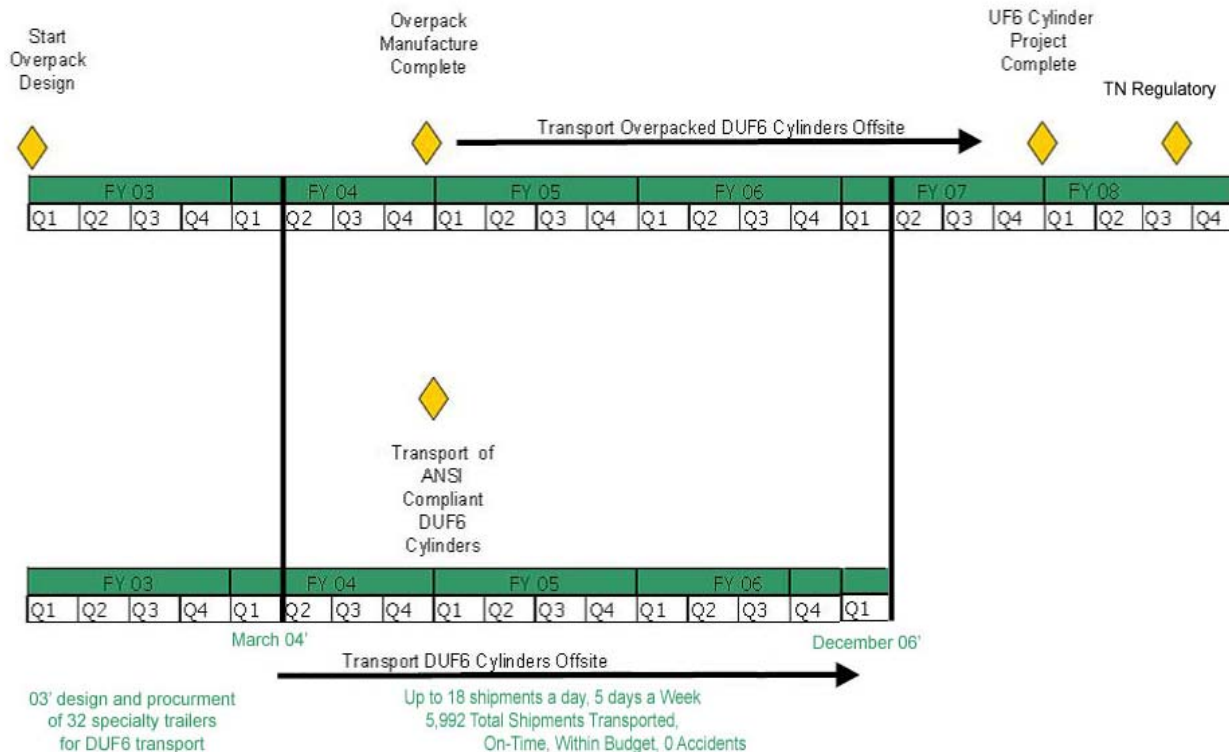 Start
Overpack
Design
Overpack
Manufacture
Complete
UF6 Cylinder
Project
Complete
TN Regulatory
Transport Overpacked DUF6 Cylinders Offsite
FY 03 FY 04 FY 05 FY 06 FY 07 FY 08
Q1 Q2 Q3 Q4 Q1 Q2 Q3 Q4 Q1 Q2 Q3 Q4 Q1 Q2 Q3 Q4 Q1 Q2 Q3 Q4 Q1 Q2 Q3 Q4
Transport of
ANSI
Compliant
DUF6
Cylinders
FY 03 FY 04 FY 05 FY 06
Q1 Q2 Q3 Q4 Q1 Q2 Q3 Q4 Q1 Q2 Q3 Q4 Q1 Q2 Q3 Q4 Q1
March 04' December 06'
Transport DUF6 Cylinders Offsite
03' design and procurment
of 32 specialty trailers
for DUF6 transport
Up to 18 shipments a day, 5 days a Week
5,992 Total Shipments Transported,
On-Time, Within Budget, 0 Accidents